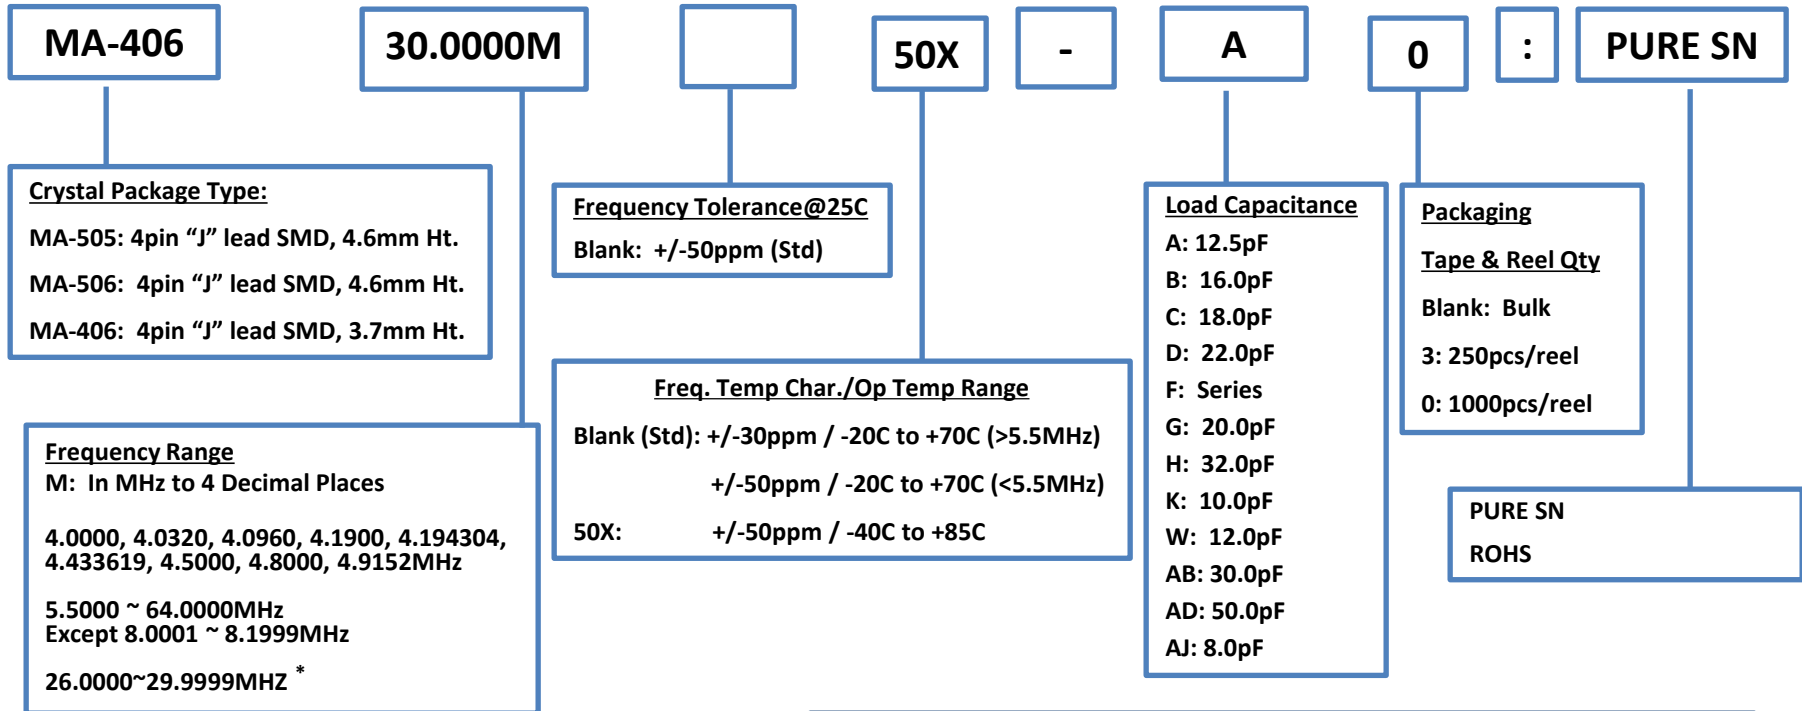 MA-406 30.0000M 50X - A 0 : PURE SN
Crystal Package Type:
MA-505: 4pin “J” lead SMD, 4.6mm Ht.
MA-506: 4pin “J” lead SMD, 4.6mm Ht.
MA-406: 4pin “J” lead SMD, 3.7mm Ht.
Frequency Range
M: In MHz to 4 Decimal Places
4.0000, 4.0320, 4.0960, 4.1900, 4.194304,
4.433619, 4.5000, 4.8000, 4.9152MHz
5.5000 ~ 64.0000MHz
Except 8.0001 ~ 8.1999MHz
26.0000~29.9999MHZ *
Frequency Tolerance@25C
Blank: +/-50ppm (Std)
Freq. Temp Char./Op Temp Range
Blank (Std): +/-30ppm / -20C to +70C (>5.5MHz)
+/-50ppm / -20C to +70C (<5.5MHz)
50X: +/-50ppm / -40C to +85C
Load Capacitance
A: 12.5pF
B: 16.0pF
C: 18.0pF
D: 22.0pF
F: Series
G: 20.0pF
H: 32.0pF
K: 10.0pF
W: 12.0pF
AB: 30.0pF
AD: 50.0pF
AJ: 8.0pF
Packaging
Tape & Reel Qty
Blank: Bulk
3: 250pcs/reel
0: 1000pcs/reel
PURE SN
ROHS